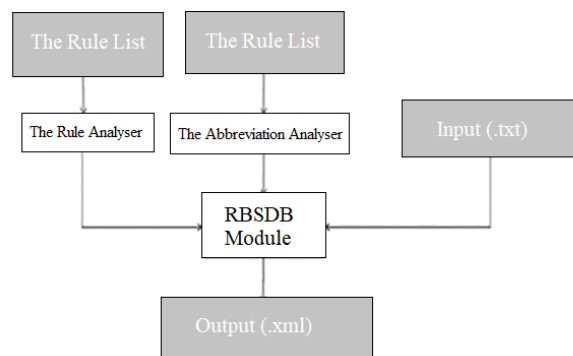 The Rule List
The Rule List
The Rule Analyser
The Abbreviation Analyser
Input (.txt)
RBSDB
Module
Output (.xml)